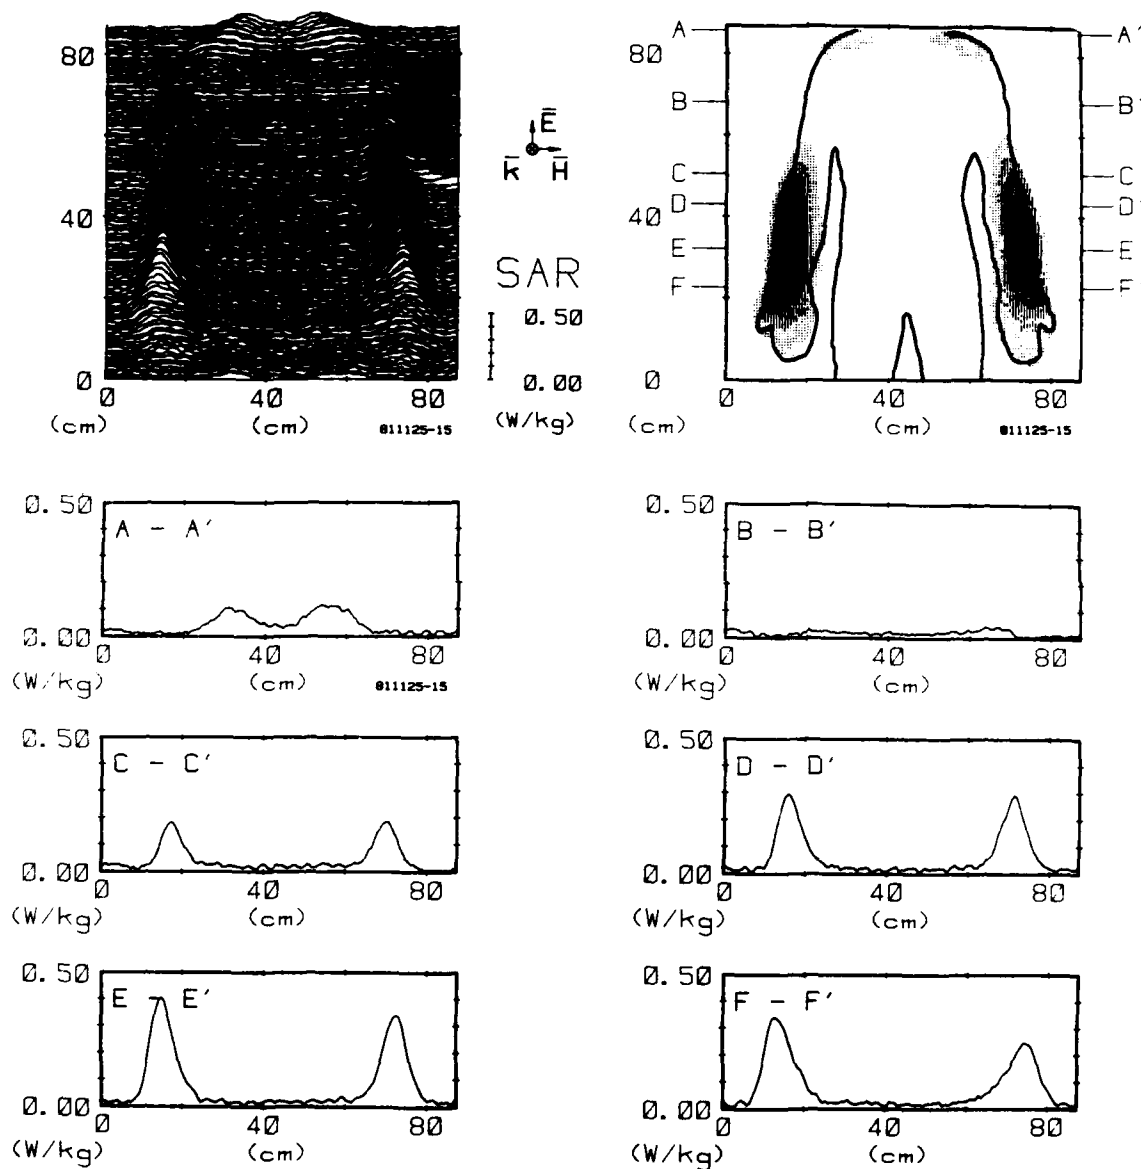 80
40
0
0 40 80
(cm) (cm) 811125-15
E
k H
SAR
0.50
0.00
(W/kg)
A A'
80
B B'
C C'
D D'
40
E E'
F F'
0
0 40 80
(cm) (cm) 811125-15
0.50
A - A'
0.00
0 40 80
(W/kg) (cm) 811125-15
0.50
B - B'
0.00
0 40 80
(W/kg) (cm)
0.50
C - C'
0.00
0 40 80
(W/kg) (cm)
0.50
D - D'
0.00
0 40 80
(W/kg) (cm)
0.50
E - E'
0.00
0 40 80
(W/kg) (cm)
0.50
F - F'
0.00
0 40 80
(W/kg) (cm)